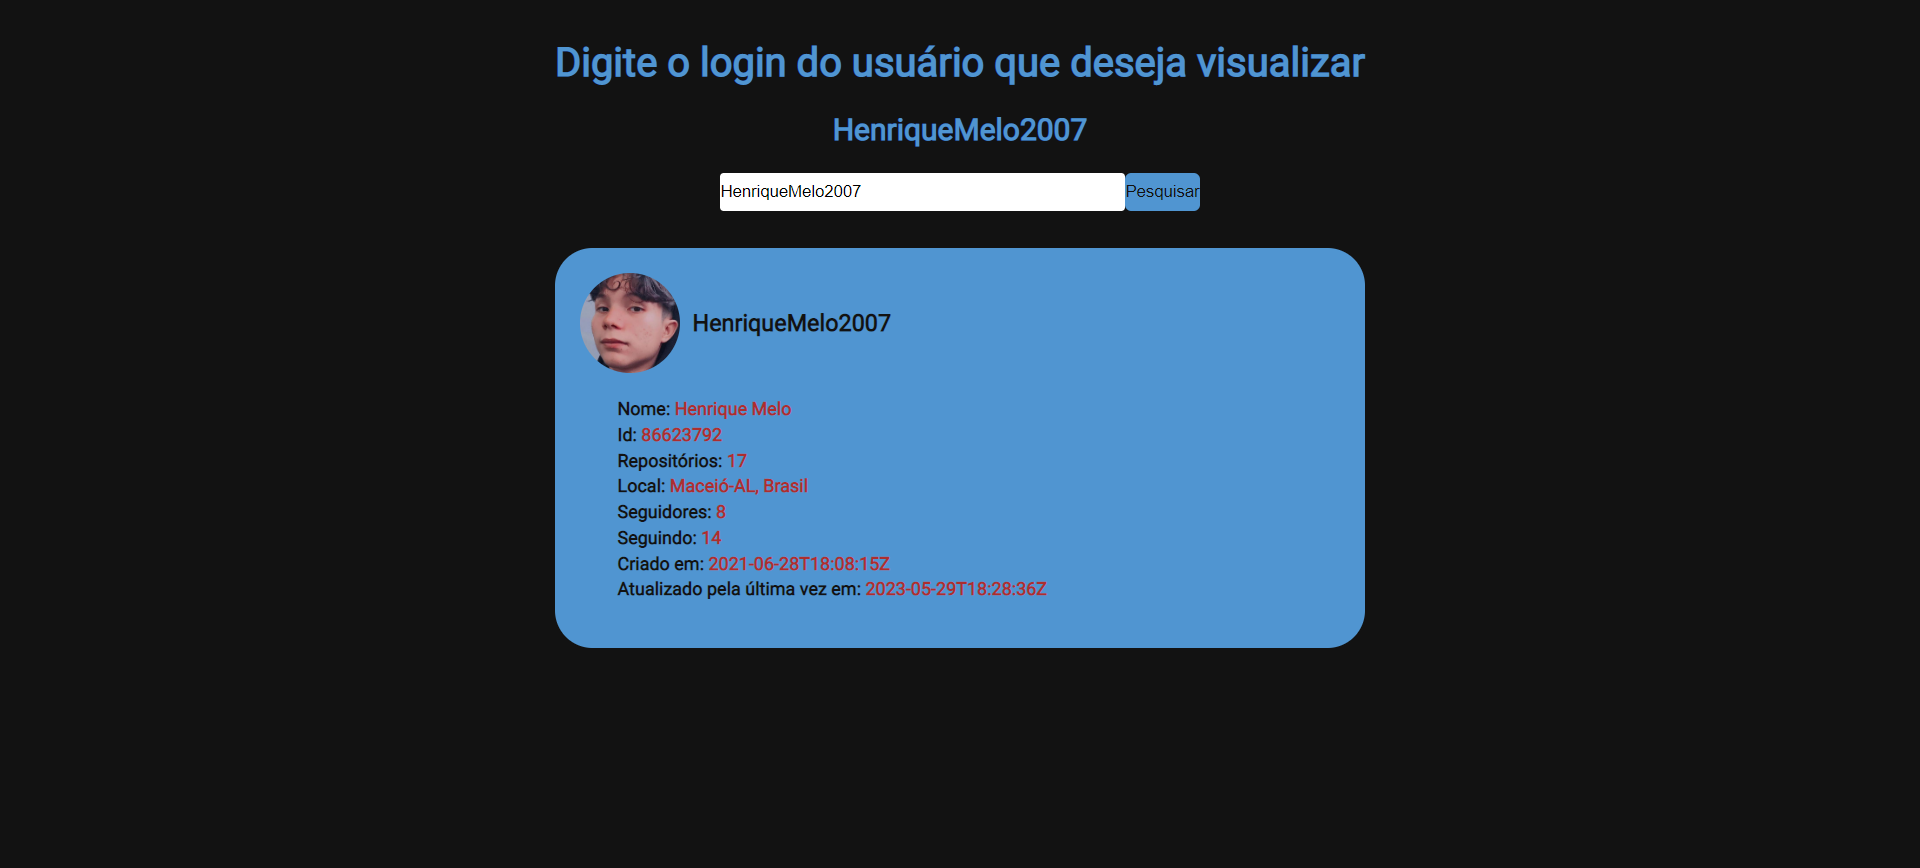 Digite o login do usuário que deseja visualizar
HenriqueMelo2007
HenriqueMelo2007 Pesquisar
HenriqueMelo2007
Nome: Henrique Melo
Id: 86623792
Repositórios: 17
Local: Maceió-AL, Brasil
Seguidores: 8
Seguindo: 14
Criado em: 2021-06-28T18:08:15Z
Atualizado pela última vez em: 2023-05-29T18:28:36Z